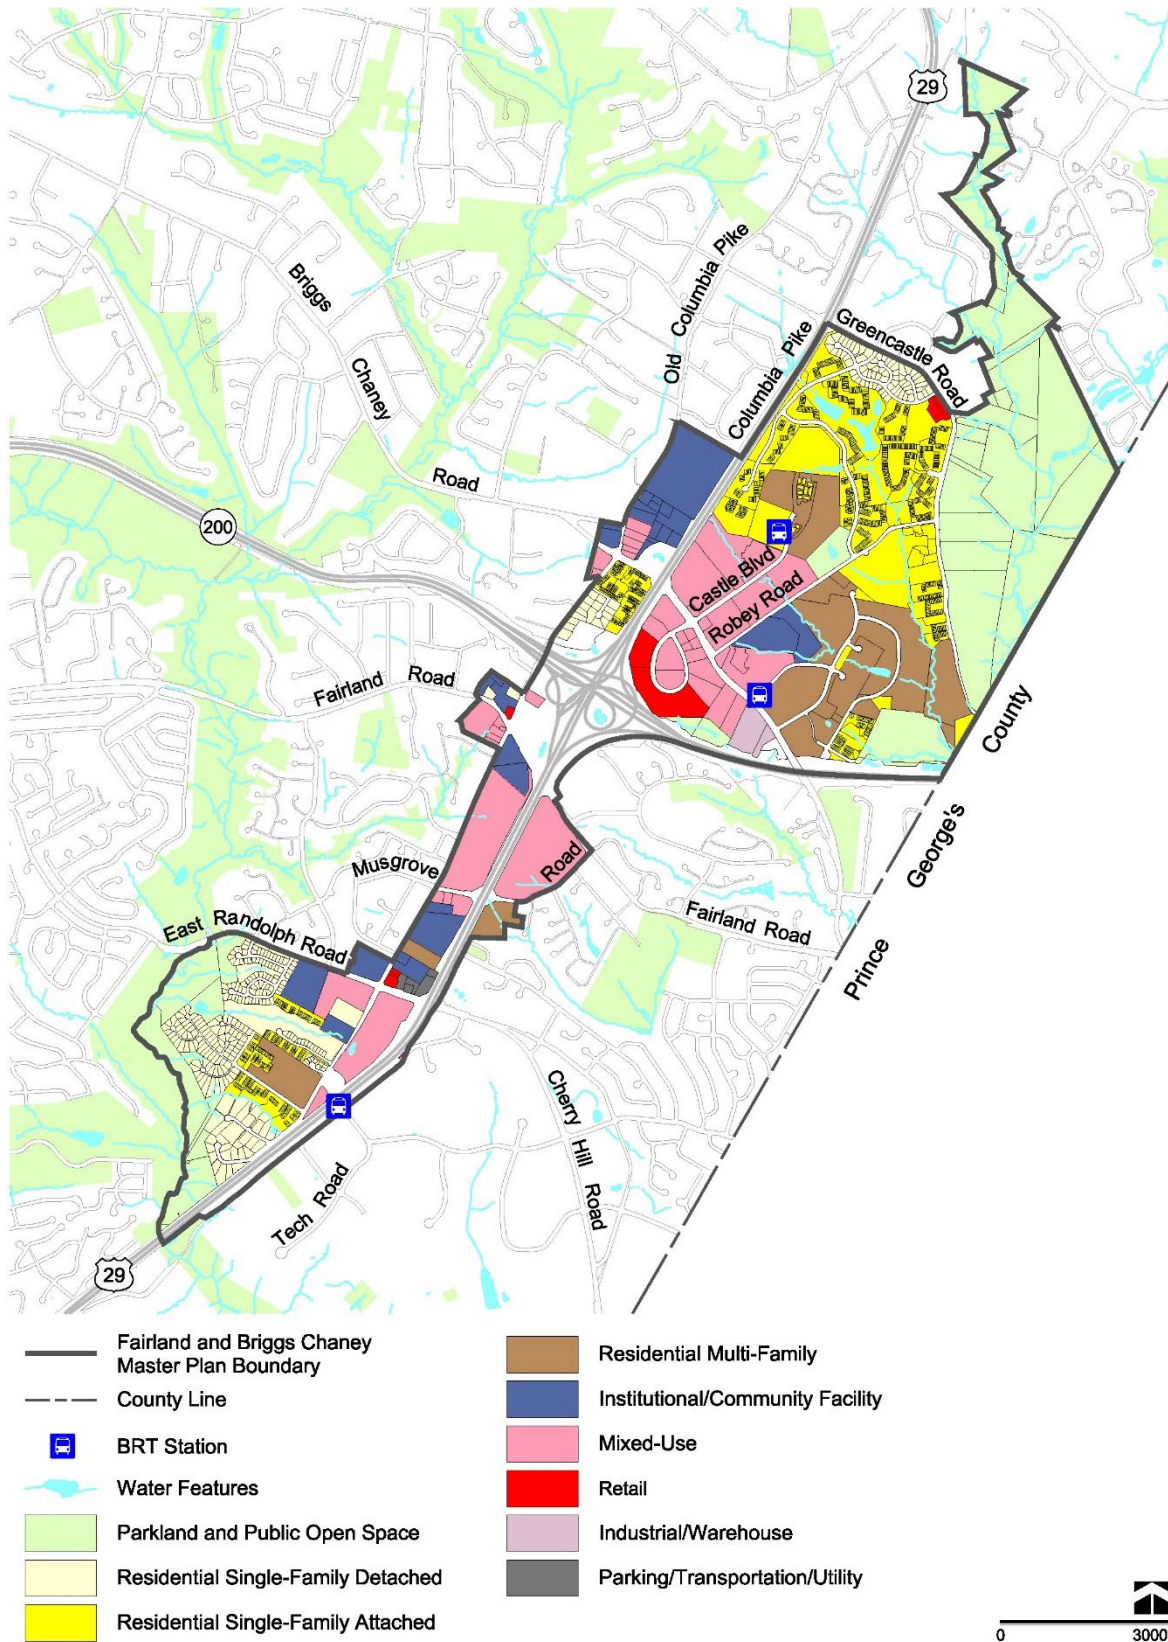 29
Old Columbia Pike
Briggs
Chaney
Road
Columbia Pike
Greencastle Road
200
Castle Blvd
Robey Road
Fairland Road
County
George's
Prince
Musgrove
Road
Fairland Road
East Randolph Road
Cherry Hill Road
Tech Road
29
Fairland and Briggs Chaney
Master Plan Boundary
County Line
BRT Station
Water Features
Parkland and Public Open Space
Residential Single-Family Detached
Residential Single-Family Attached
Residential Multi-Family
Institutional/Community Facility
Mixed-Use
Retail
Industrial/Warehouse
Parking/Transportation/Utility
0 3000